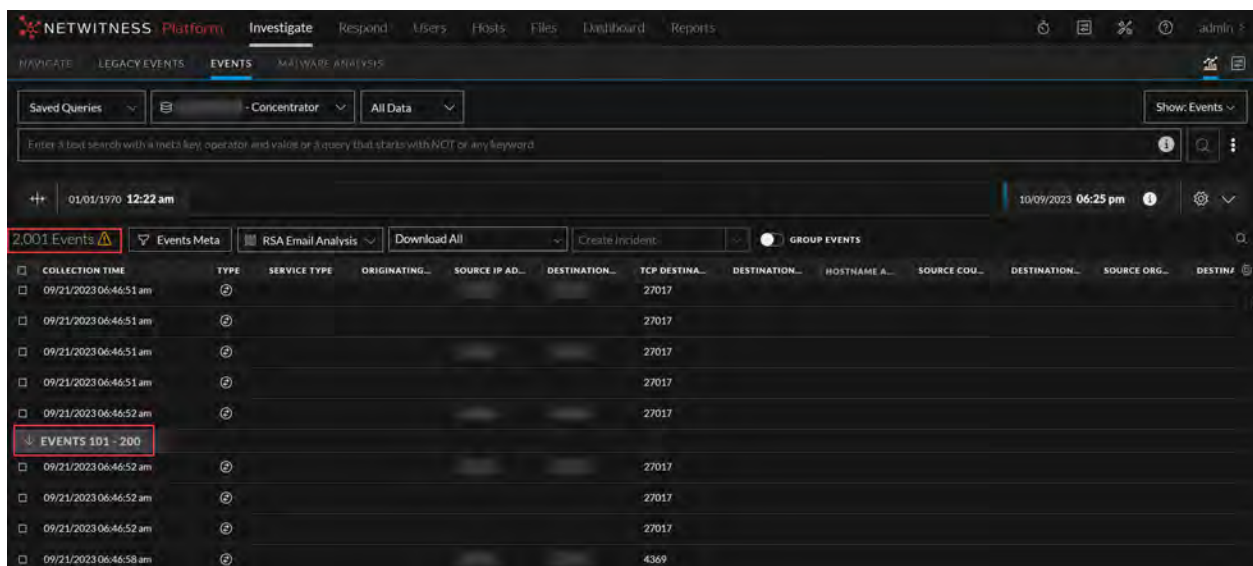 NETWITNESS Platform Investigate Respond Users Hosts Files Dashboard Reports admin
NAVIGATE LEGACY EVENTS EVENTS MALWARE ANALYSIS
Saved Queries - Concentrator All Data Show: Events
Enter a text search with a meta key, operator and value or a query that starts with NOT or any keyword
01/01/1970 12:22 am 10/09/2023 06:25 pm
2,001 Events Events Meta RSA Email Analysis Download All Create Incident GROUP EVENTS
COLLECTION TIME TYPE SERVICE TYPE ORIGINATING... SOURCE IP AD... DESTINATION... TCP DESTINA... DESTINATION... HOSTNAME A... SOURCE COU... DESTINATION... SOURCE ORG... DESTINA
09/21/2023 06:46:51 am 27017
09/21/2023 06:46:51 am 27017
09/21/2023 06:46:51 am 27017
09/21/2023 06:46:51 am 27017
09/21/2023 06:46:52 am 27017
↓ EVENTS 101 - 200
09/21/2023 06:46:52 am 27017
09/21/2023 06:46:52 am 27017
09/21/2023 06:46:52 am 27017
09/21/2023 06:46:58 am 4369